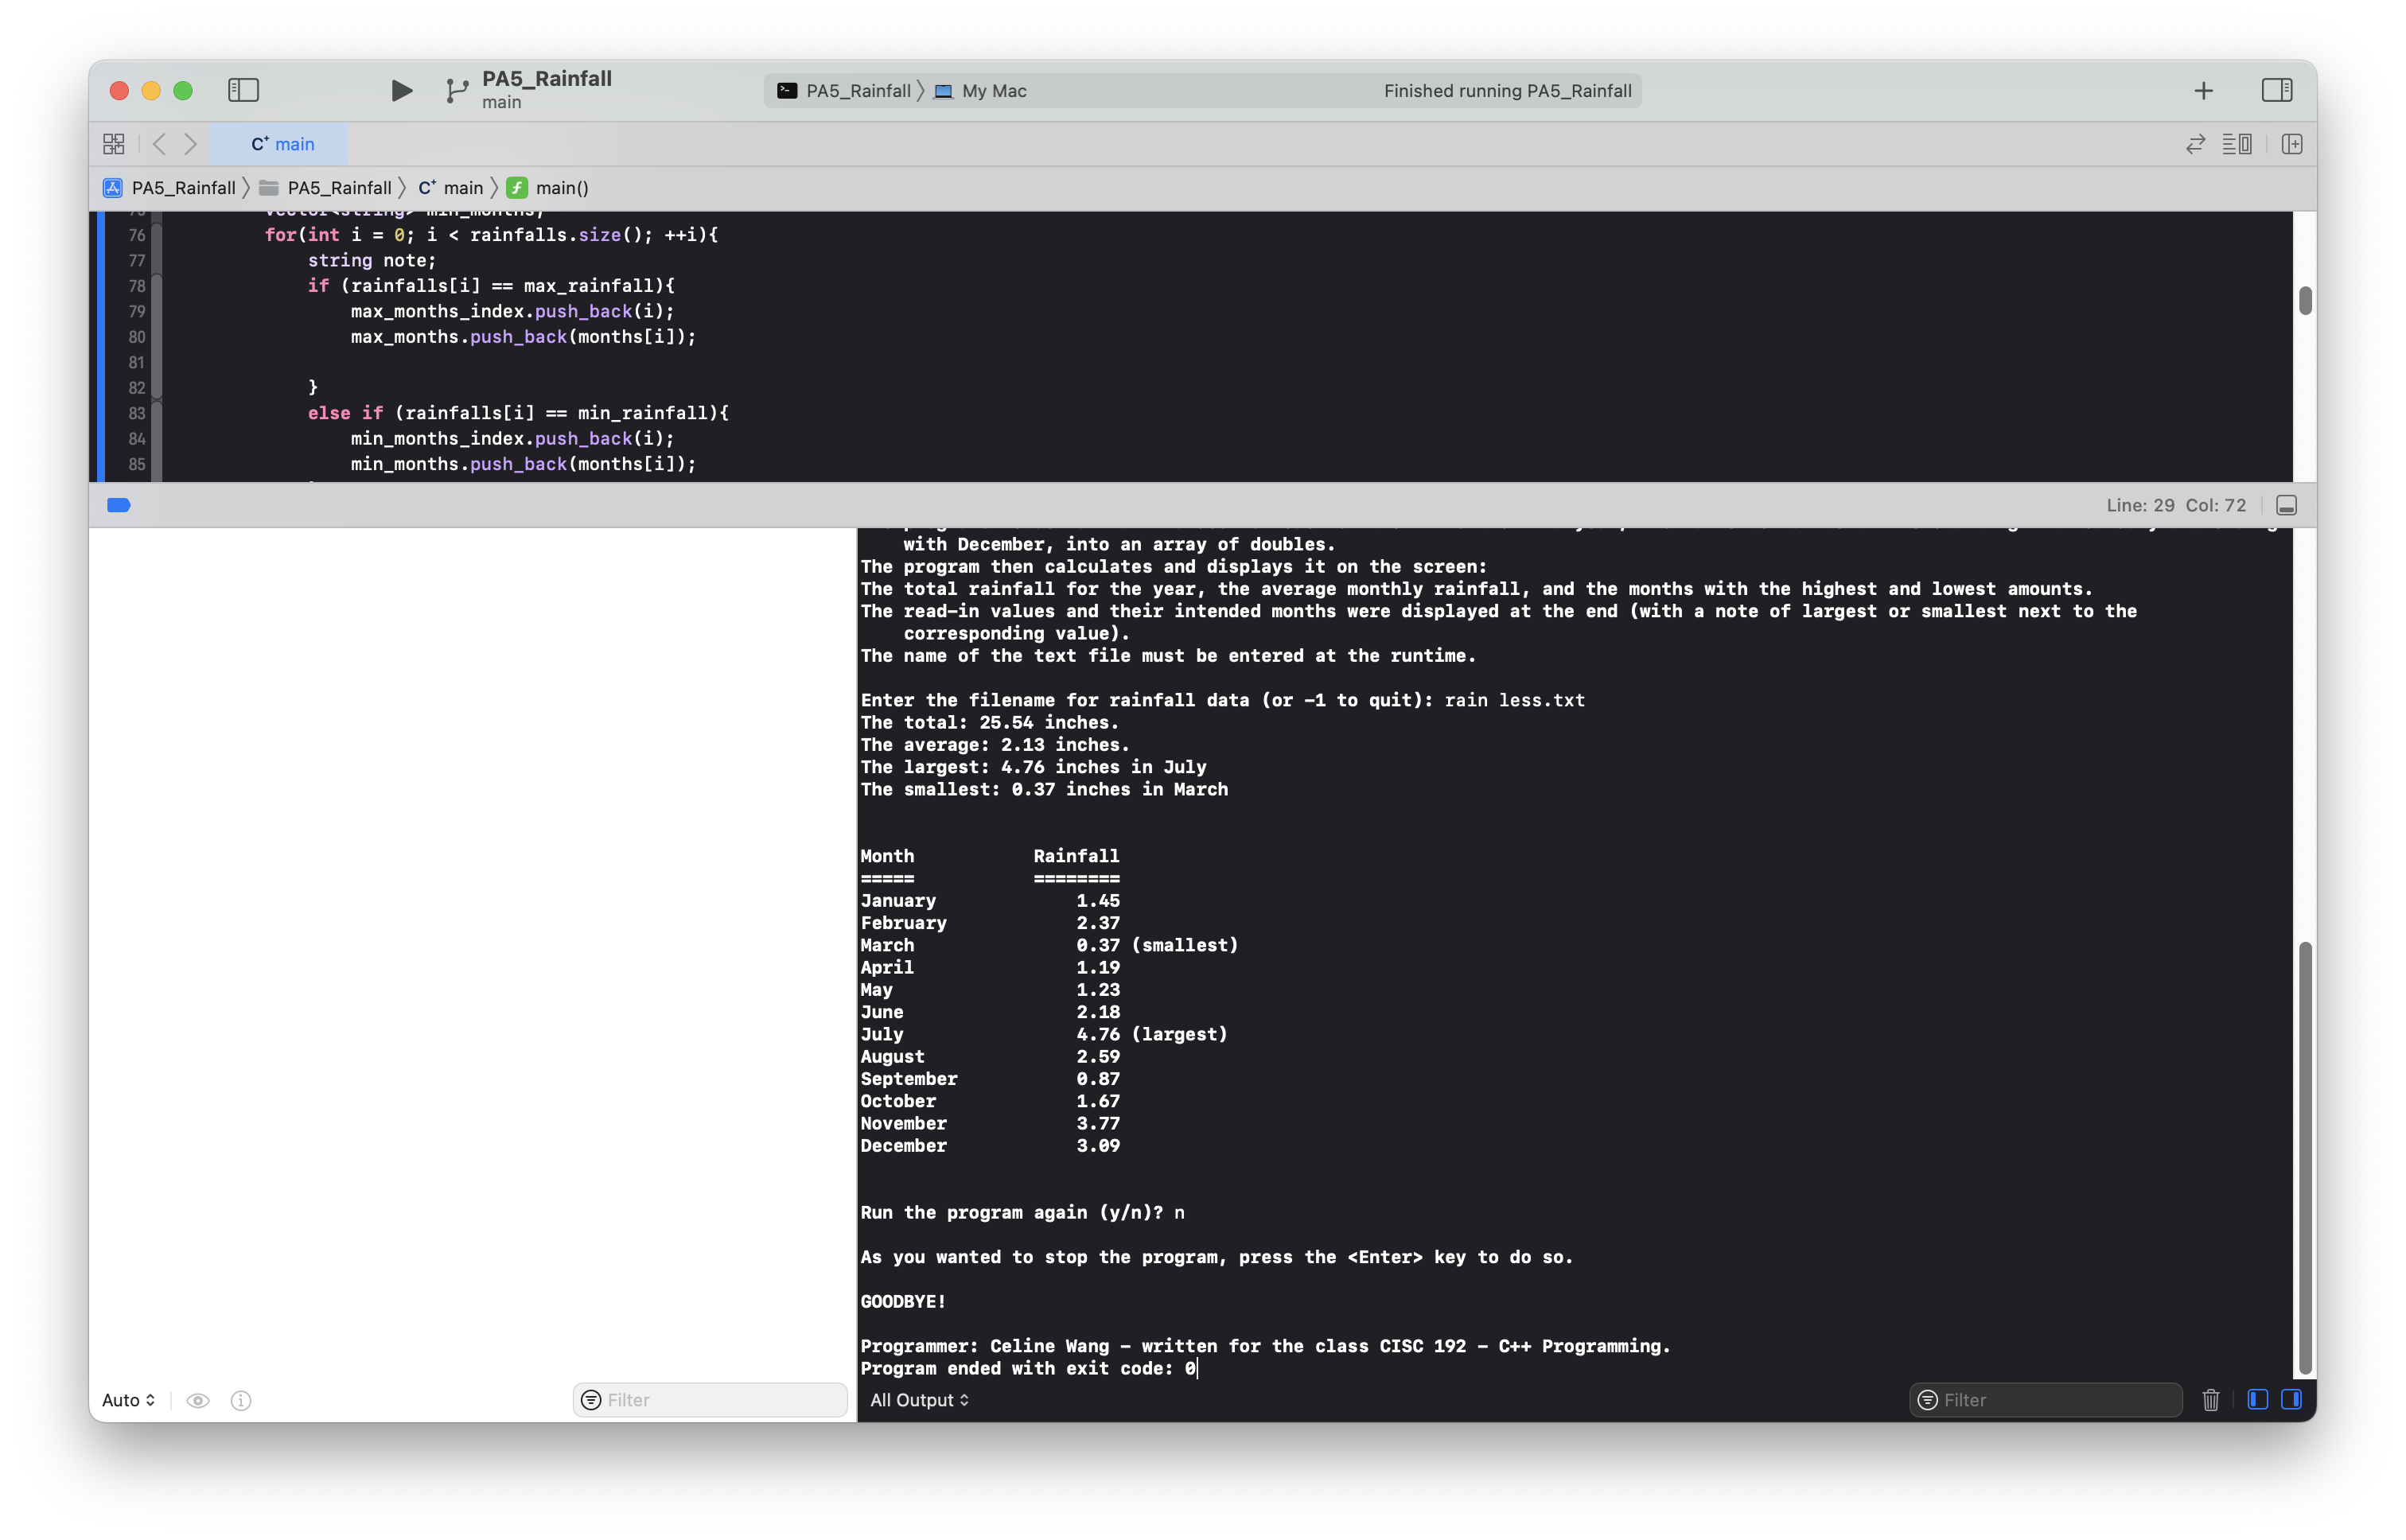 PA5_Rainfall
main
PA5_Rainfall My Mac
Finished running PA5_Rainfall
C+ main
PA5_Rainfall PA5_Rainfall C+ main f main()
76 for(int i = 0; i < rainfalls.size(); ++i){
77 string note;
78 if (rainfalls[i] == max_rainfall){
79 max_months_index.push_back(i);
80 max_months.push_back(months[i]);
81
82 }
83 else if (rainfalls[i] == min_rainfall){
84 min_months_index.push_back(i);
85 min_months.push_back(months[i]);
Line: 29 Col: 72
with December, into an array of doubles.
The program then calculates and displays it on the screen:
The total rainfall for the year, the average monthly rainfall, and the months with the highest and lowest amounts.
The read-in values and their intended months were displayed at the end (with a note of largest or smallest next to the
corresponding value).
The name of the text file must be entered at the runtime.
Enter the filename for rainfall data (or -1 to quit): rain less.txt
The total: 25.54 inches.
The average: 2.13 inches.
The largest: 4.76 inches in July
The smallest: 0.37 inches in March
Month Rainfall
===== ========
January 1.45
February 2.37
March 0.37 (smallest)
April 1.19
May 1.23
June 2.18
July 4.76 (largest)
August 2.59
September 0.87
October 1.67
November 3.77
December 3.09
Run the program again (y/n)? n
As you wanted to stop the program, press the <Enter> key to do so.
GOODBYE!
Programmer: Celine Wang - written for the class CISC 192 - C++ Programming.
Program ended with exit code: 0
Auto Filter All Output Filter